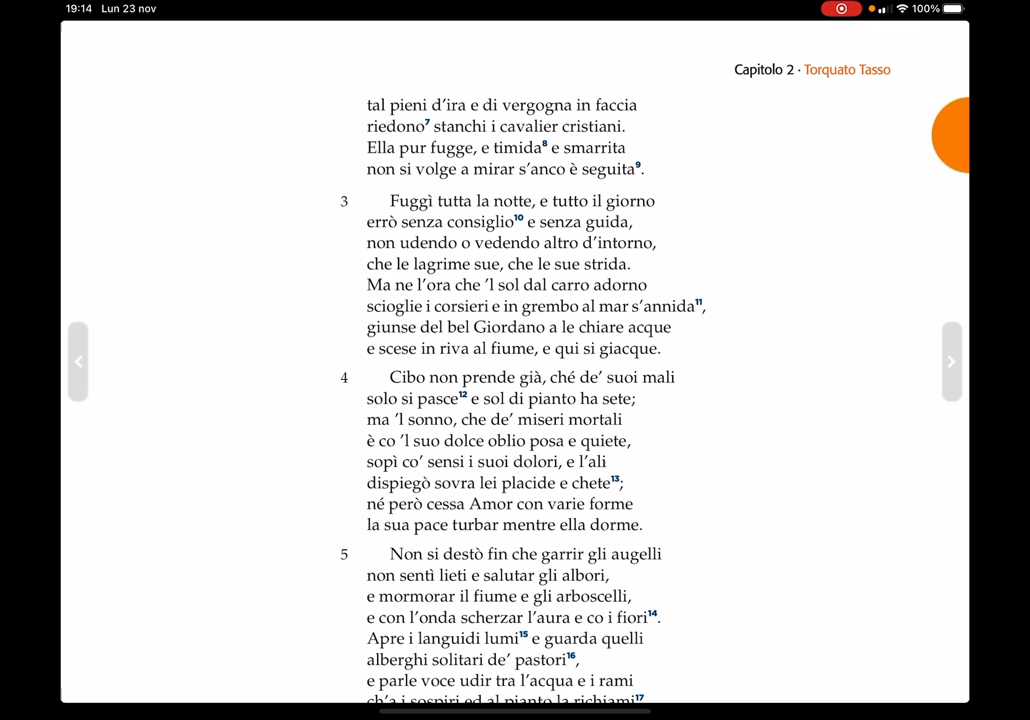 19:14 Lun 23 nov
100%
Capitolo 2 · Torquato Tasso
tal pieni d'ira e di vergogna in faccia
riedono7 stanchi i cavalier cristiani.
Ella pur fugge, e timida8 e smarrita
non si volge a mirar s'anco è seguita9.
3 Fuggì tutta la notte, e tutto il giorno
errò senza consiglio10 e senza guida,
non udendo o vedendo altro d'intorno,
che le lagrime sue, che le sue strida.
Ma ne l'ora che 'l sol dal carro adorno
scioglie i corsieri e in grembo al mar s'annida11,
giunse del bel Giordano a le chiare acque
e scese in riva al fiume, e qui si giacque.
4 Cibo non prende già, ché de' suoi mali
solo si pasce12 e sol di pianto ha sete;
ma 'l sonno, che de' miseri mortali
è co 'l suo dolce oblio posa e quiete,
sopì co' sensi i suoi dolori, e l'ali
dispiegò sovra lei placide e chete13;
né però cessa Amor con varie forme
la sua pace turbar mentre ella dorme.
5 Non si destò fin che garrir gli augelli
non sentì lieti e salutar gli albori,
e mormorar il fiume e gli arboscelli,
e con l'onda scherzar l'aura e co i fiori14.
Apre i languidi lumi15 e guarda quelli
alberghi solitari de' pastori16,
e parle voce udir tra l'acqua e i rami
ch'a i sospiri ed al pianto la richiami17